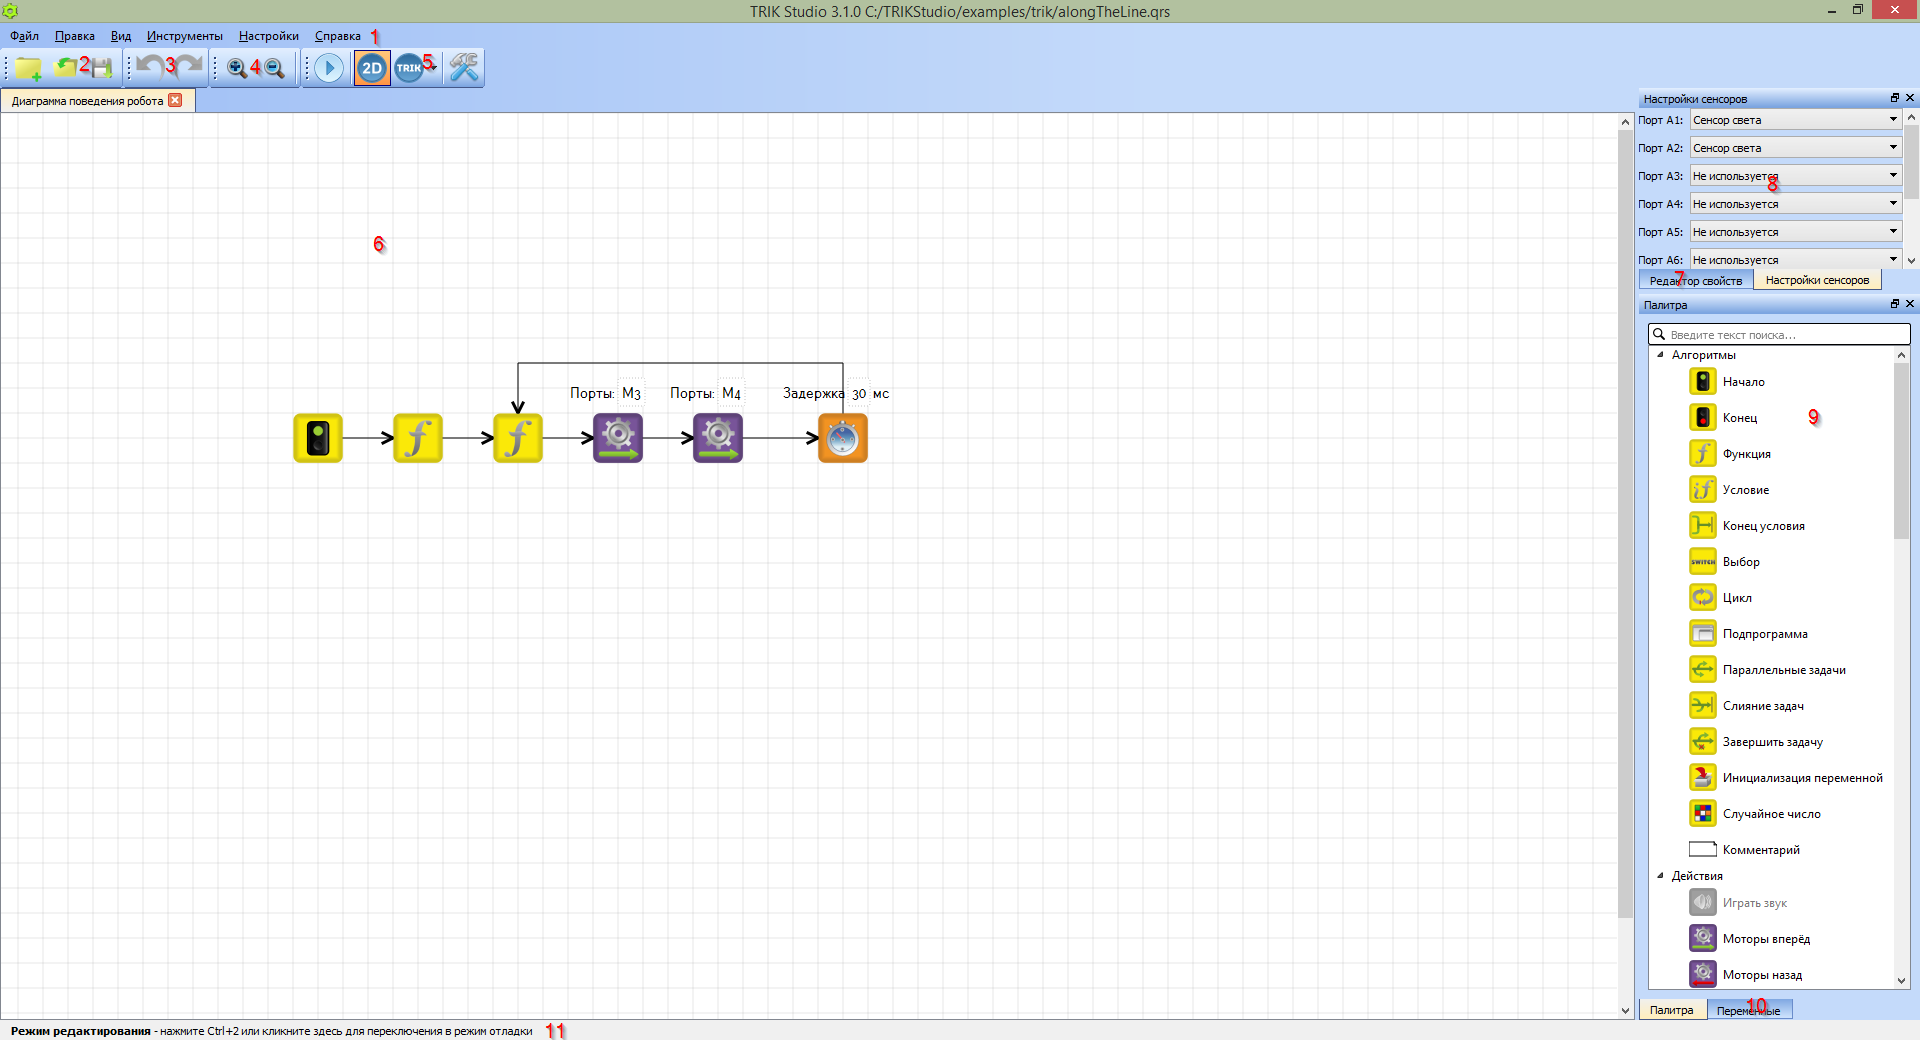 TRIK Studio 3.1.0 C:/TRIKStudio/examples/trik/alongTheLine.qrs
Файл Правка Вид Инструменты Настройки Справка 1
2 3 4 2D TRIK 5
Диаграмма поведения робота
Настройки сенсоров
Порт A1: Сенсор света
Порт A2: Сенсор света
Порт A3: Не используется
8
Порт A4: Не используется
Порт A5: Не используется
Порт A6: Не используется
7
Редактор свойств Настройки сенсоров
6
Палитра
Введите текст поиска...
Алгоритмы
Начало
Конец 9
Функция
if Условие
Конец условия
SWITCH Выбор
Цикл
Подпрограмма
Параллельные задачи
Слияние задач
Завершить задачу
Инициализация переменной
Случайное число
Комментарий
Действия
Играть звук
Моторы вперёд
Моторы назад
10
Палитра Переменные
Порты: M3 Порты: M4 Задержка 30 мс
f f
Режим редактирования - нажмите Ctrl+2 или кликните здесь для переключения в режим отладки 11